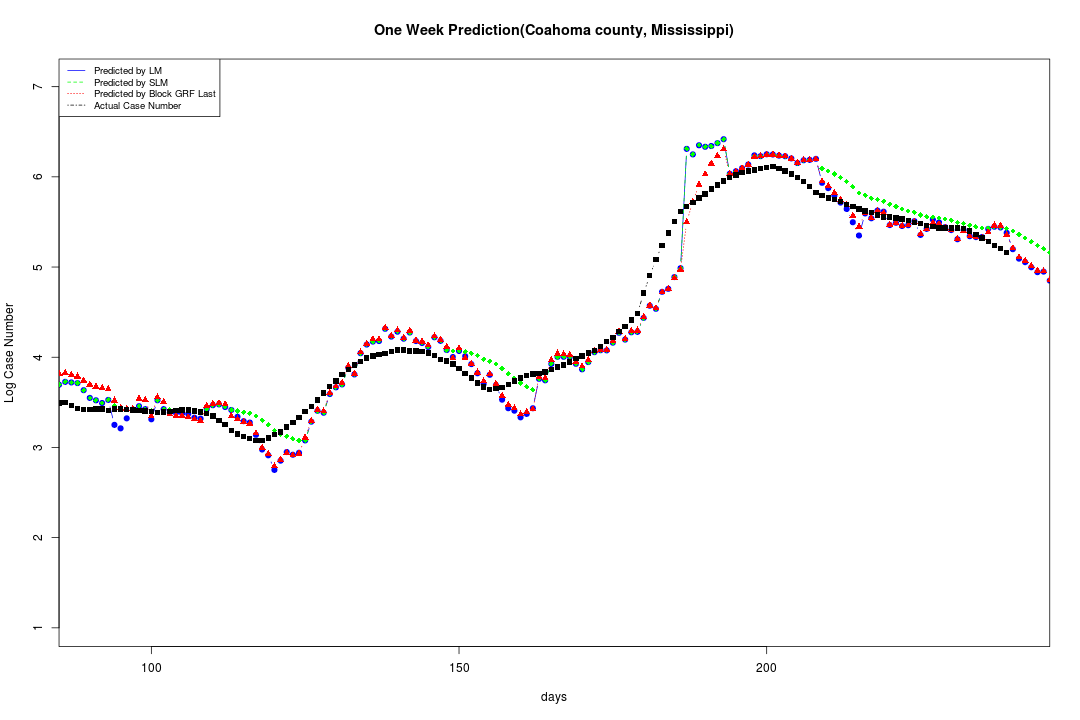 One Week Prediction(Coahoma county, Mississippi)
Predicted by LM
Predicted by SLM
Predicted by Block GRF Last
Actual Case Number
7
6
5
4
3
2
1
Log Case Number
100
150
200
days